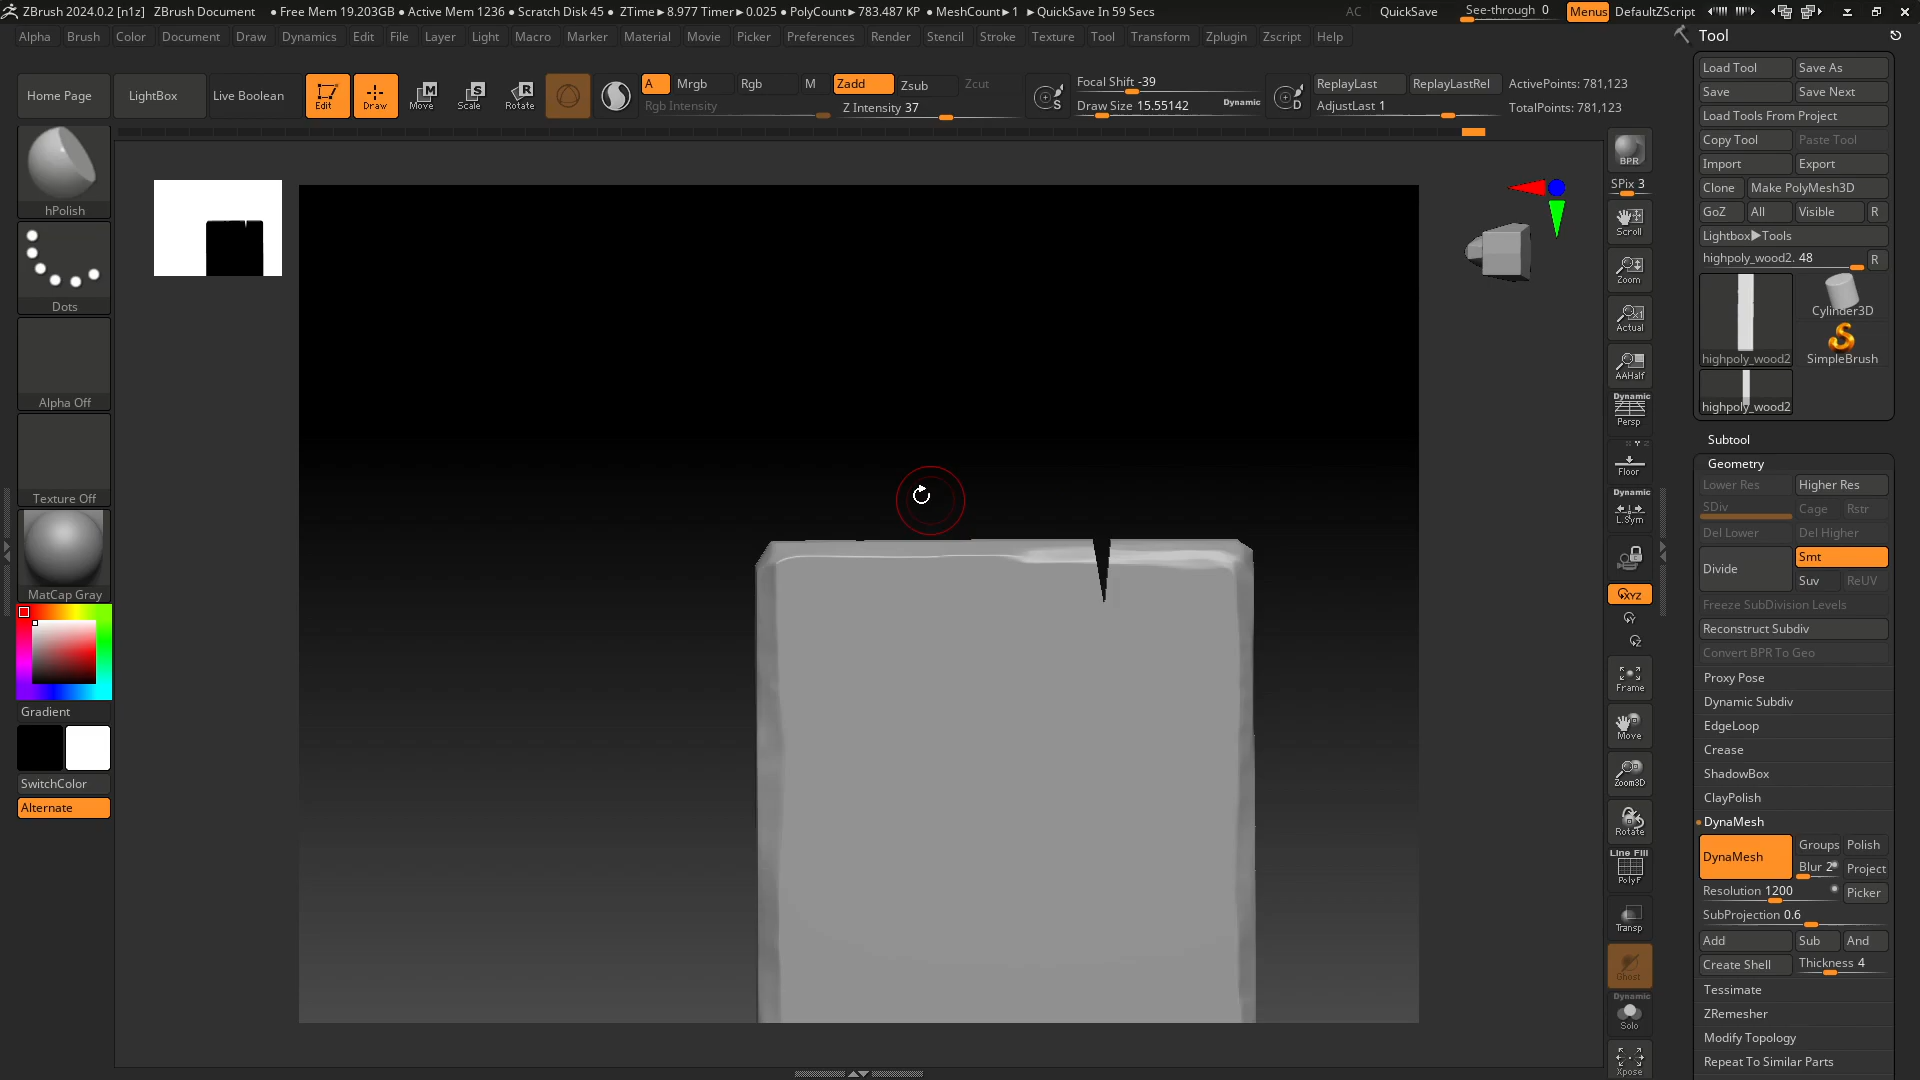 ZBrush 2024.0.2 [n1z] ZBrush Document ● Free Mem 19.203GB ● Active Mem 1236 ● Scratch Disk 45 ● ZTime►8.977 Timer►0.025 ● PolyCount►783.487 KP ● MeshCount►1 ►QuickSave In 59 Secs AC QuickSave See-through 0 Menus DefaultZScript
Alpha Brush Color Document Draw Dynamics Edit File Layer Light Macro Marker Material Movie Picker Preferences Render Stencil Stroke Texture Tool Transform Zplugin Zscript Help
Home Page LightBox Live Boolean Edit Draw Move Scale Rotate
A Mrgb Rgb M Zadd Zsub Zcut
Rgb Intensity Z Intensity 37
Focal Shift -39
Draw Size 15.55142 Dynamic
S D
ReplayLast ReplayLastRel
AdjustLast 1
ActivePoints: 781,123
TotalPoints: 781,123
hPolish
Dots
Alpha Off
Texture Off
MatCap Gray
Gradient
SwitchColor
Alternate
BPR
SPix 3
Scroll
Zoom
Actual
AAHalf
Dynamic
Persp
Floor
Dynamic
L.Sym
XYZ
Y
Z
Frame
Move
Zoom3D
Rotate
Line Fill
PolyF
Transp
Ghost
Dynamic
Solo
Xpose
Tool
Load Tool Save As
Save Save Next
Load Tools From Project
Copy Tool Paste Tool
Import Export
Clone Make PolyMesh3D
GoZ All Visible R
Lightbox►Tools
highpoly_wood2. 48 R
highpoly_wood2
Cylinder3D
SimpleBrush
highpoly_wood2
Subtool
Geometry
Lower Res Higher Res
SDiv Cage Rstr
Del Lower Del Higher
Divide Smt
Suv ReUV
Freeze SubDivision Levels
Reconstruct Subdiv
Convert BPR To Geo
Proxy Pose
Dynamic Subdiv
EdgeLoop
Crease
ShadowBox
ClayPolish
DynaMesh
DynaMesh Groups Polish
Blur 2 Project
Resolution 1200 Picker
SubProjection 0.6
Add Sub And
Create Shell Thickness 4
Tessimate
ZRemesher
Modify Topology
Repeat To Similar Parts